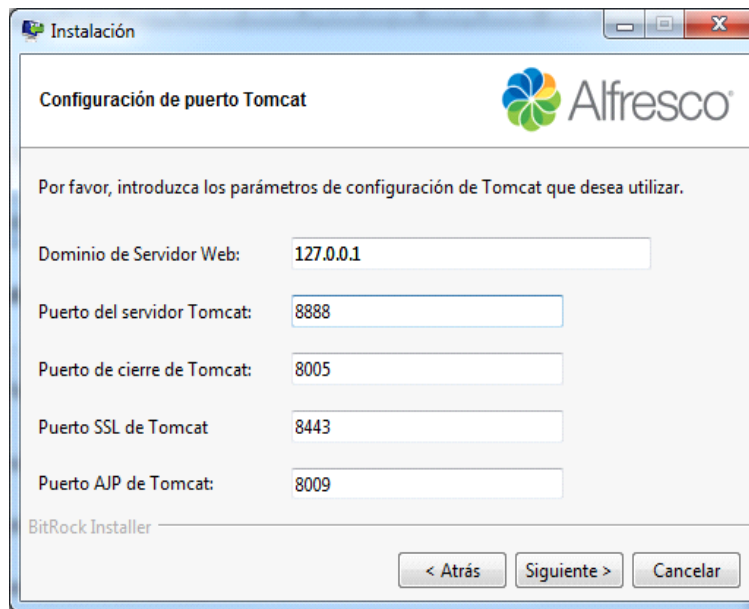 Instalación
Configuración de puerto Tomcat
Alfresco
Por favor, introduzca los parámetros de configuración de Tomcat que desea utilizar.
Dominio de Servidor Web: 127.0.0.1
Puerto del servidor Tomcat: 8888
Puerto de cierre de Tomcat: 8005
Puerto SSL de Tomcat 8443
Puerto AJP de Tomcat: 8009
BitRock Installer
< Atrás Siguiente > Cancelar